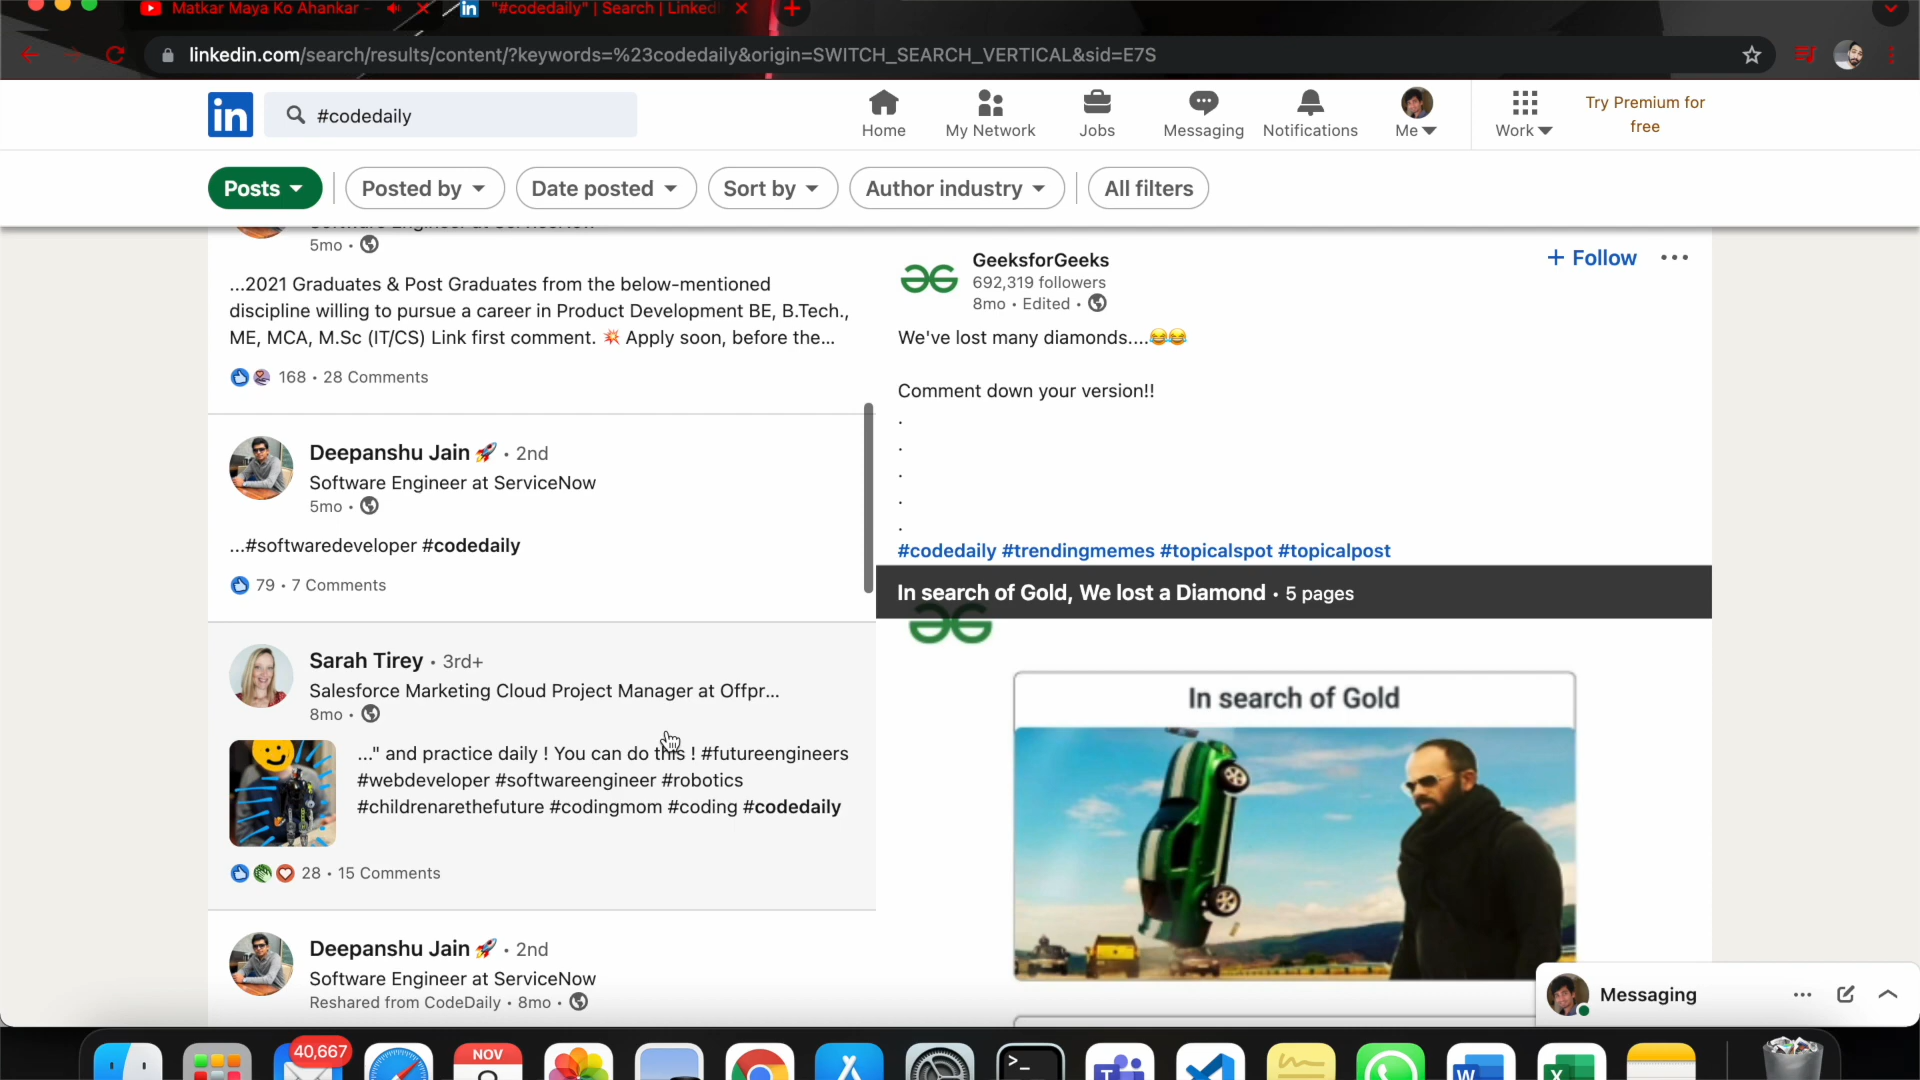 Matkar Maya Ko Ahankar -
"#codedaily" | Search | Linked
linkedin.com/search/results/content/?keywords=%23codedaily&origin=SWITCH_SEARCH_VERTICAL&sid=E7S
in
#codedaily
Home
My Network
Jobs
Messaging
Notifications
Me
Work
Try Premium for
free
Posts
Posted by
Date posted
Sort by
Author industry
All filters
5mo •
...2021 Graduates & Post Graduates from the below-mentioned
discipline willing to pursue a career in Product Development BE, B.Tech.,
ME, MCA, M.Sc (IT/CS) Link first comment. 💥 Apply soon, before the...
168 • 28 Comments
Deepanshu Jain 🚀 • 2nd
Software Engineer at ServiceNow
5mo •
...#softwaredeveloper #codedaily
79 • 7 Comments
Sarah Tirey • 3rd+
Salesforce Marketing Cloud Project Manager at Offpr...
8mo •
..." and practice daily ! You can do this ! #futureengineers
#webdeveloper #softwareengineer #robotics
#childrenarethefuture #codingmom #coding #codedaily
28 • 15 Comments
Deepanshu Jain 🚀 • 2nd
Software Engineer at ServiceNow
Reshared from CodeDaily • 8mo •
GeeksforGeeks
692,319 followers
8mo • Edited •
+ Follow
We've lost many diamonds....😂😂
Comment down your version!!
.
.
.
.
.
#codedaily #trendingmemes #topicalspot #topicalpost
In search of Gold, We lost a Diamond • 5 pages
In search of Gold
Messaging
40,667
NOV